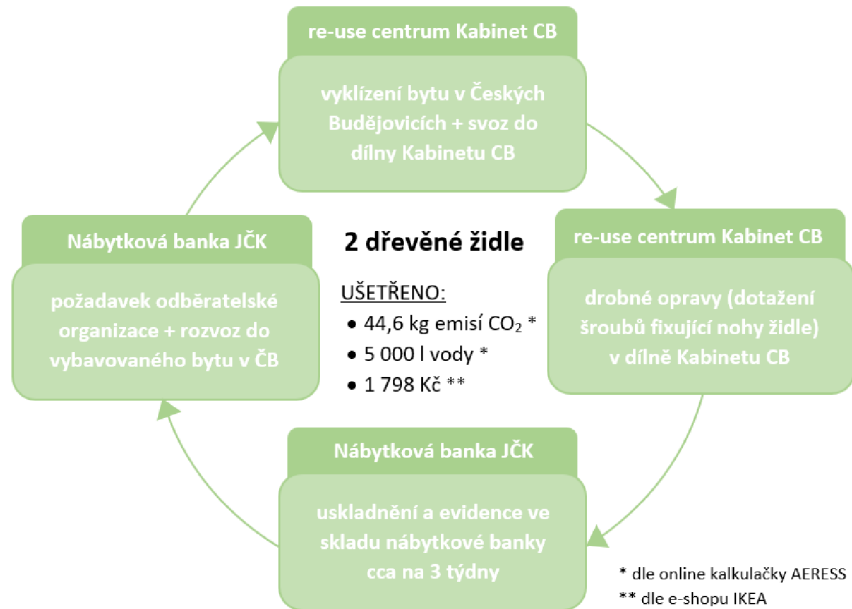 re-use centrum Kabinet CB
vyklízení bytu v Českých
Budějovicích + svoz do
dílny Kabinetu CB
re-use centrum Kabinet CB
drobné opravy (dotažení
šroubů fixující nohy židle)
v dílně Kabinetu CB
Nábytková banka JČK
uskladnění a evidence ve
skladu nábytkové banky
cca na 3 týdny
Nábytková banka JČK
požadavek odběratelské
organizace + rozvoz do
vybavovaného bytu v ČB
2 dřevěné židle
UŠETŘENO:
• 44,6 kg emisí CO₂ *
• 5 000 l vody *
• 1 798 Kč **
* dle online kalkulačky AERESS
** dle e-shopu IKEA